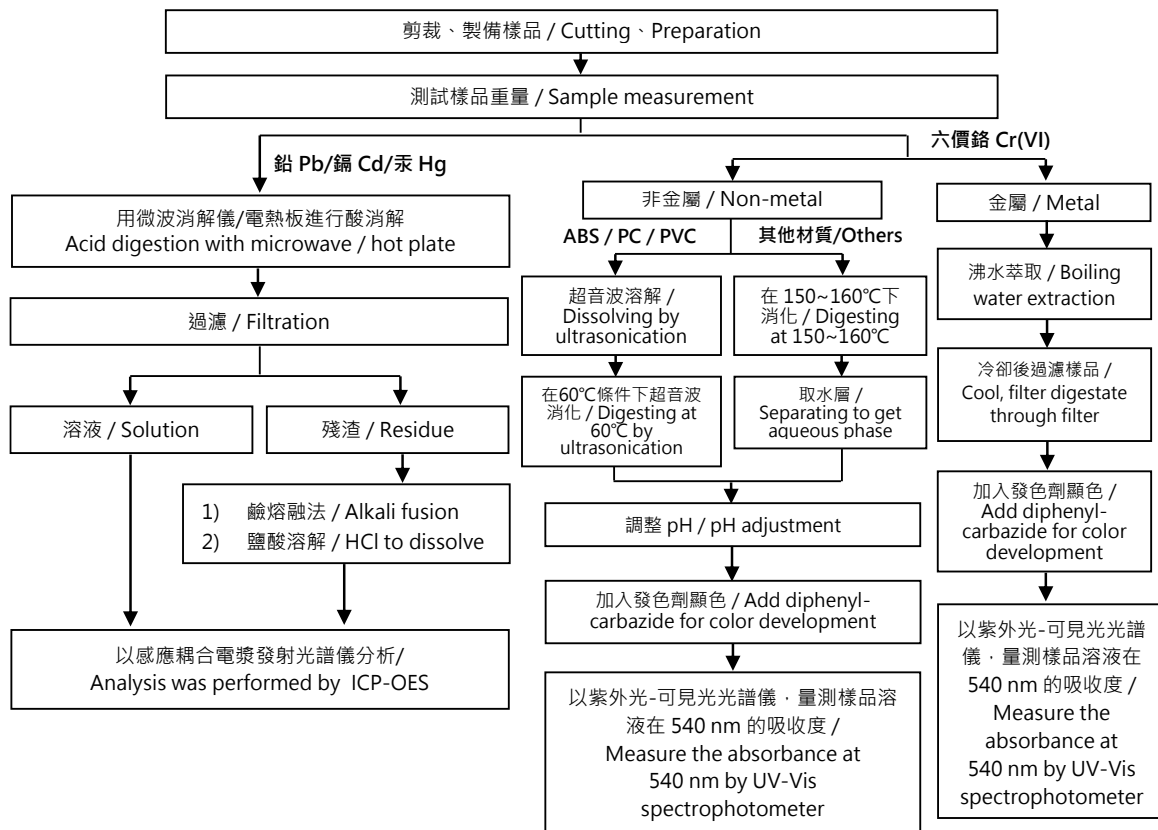 剪裁、製備樣品 / Cutting、Preparation
測試樣品重量 / Sample measurement
鉛 Pb/鎘 Cd/汞 Hg
六價鉻 Cr(VI)
用微波消解儀/電熱板進行酸消解
Acid digestion with microwave / hot plate
過濾 / Filtration
溶液 / Solution
殘渣 / Residue
1) 鹼熔融法 / Alkali fusion
2) 鹽酸溶解 / HCl to dissolve
以感應耦合電漿發射光譜儀分析/
Analysis was performed by ICP-OES
非金屬 / Non-metal
ABS / PC / PVC
其他材質/Others
超音波溶解 /
Dissolving by
ultrasonication
在60℃條件下超音波
消化 / Digesting at
60℃ by
ultrasonication
在 150~160℃下
消化 / Digesting
at 150~160℃
取水層 /
Separating to get
aqueous phase
調整 pH / pH adjustment
加入發色劑顯色 / Add diphenyl-
carbazide for color development
以紫外光-可見光光譜儀，量測樣品溶
液在 540 nm 的吸收度 /
Measure the absorbance at
540 nm by UV-Vis
spectrophotometer
金屬 / Metal
沸水萃取 / Boiling
water extraction
冷卻後過濾樣品 /
Cool, filter digestate
through filter
加入發色劑顯色 /
Add diphenyl-
carbazide for color
development
以紫外光-可見光光譜
儀，量測樣品溶液在
540 nm 的吸收度 /
Measure the
absorbance at
540 nm by UV-Vis
spectrophotometer